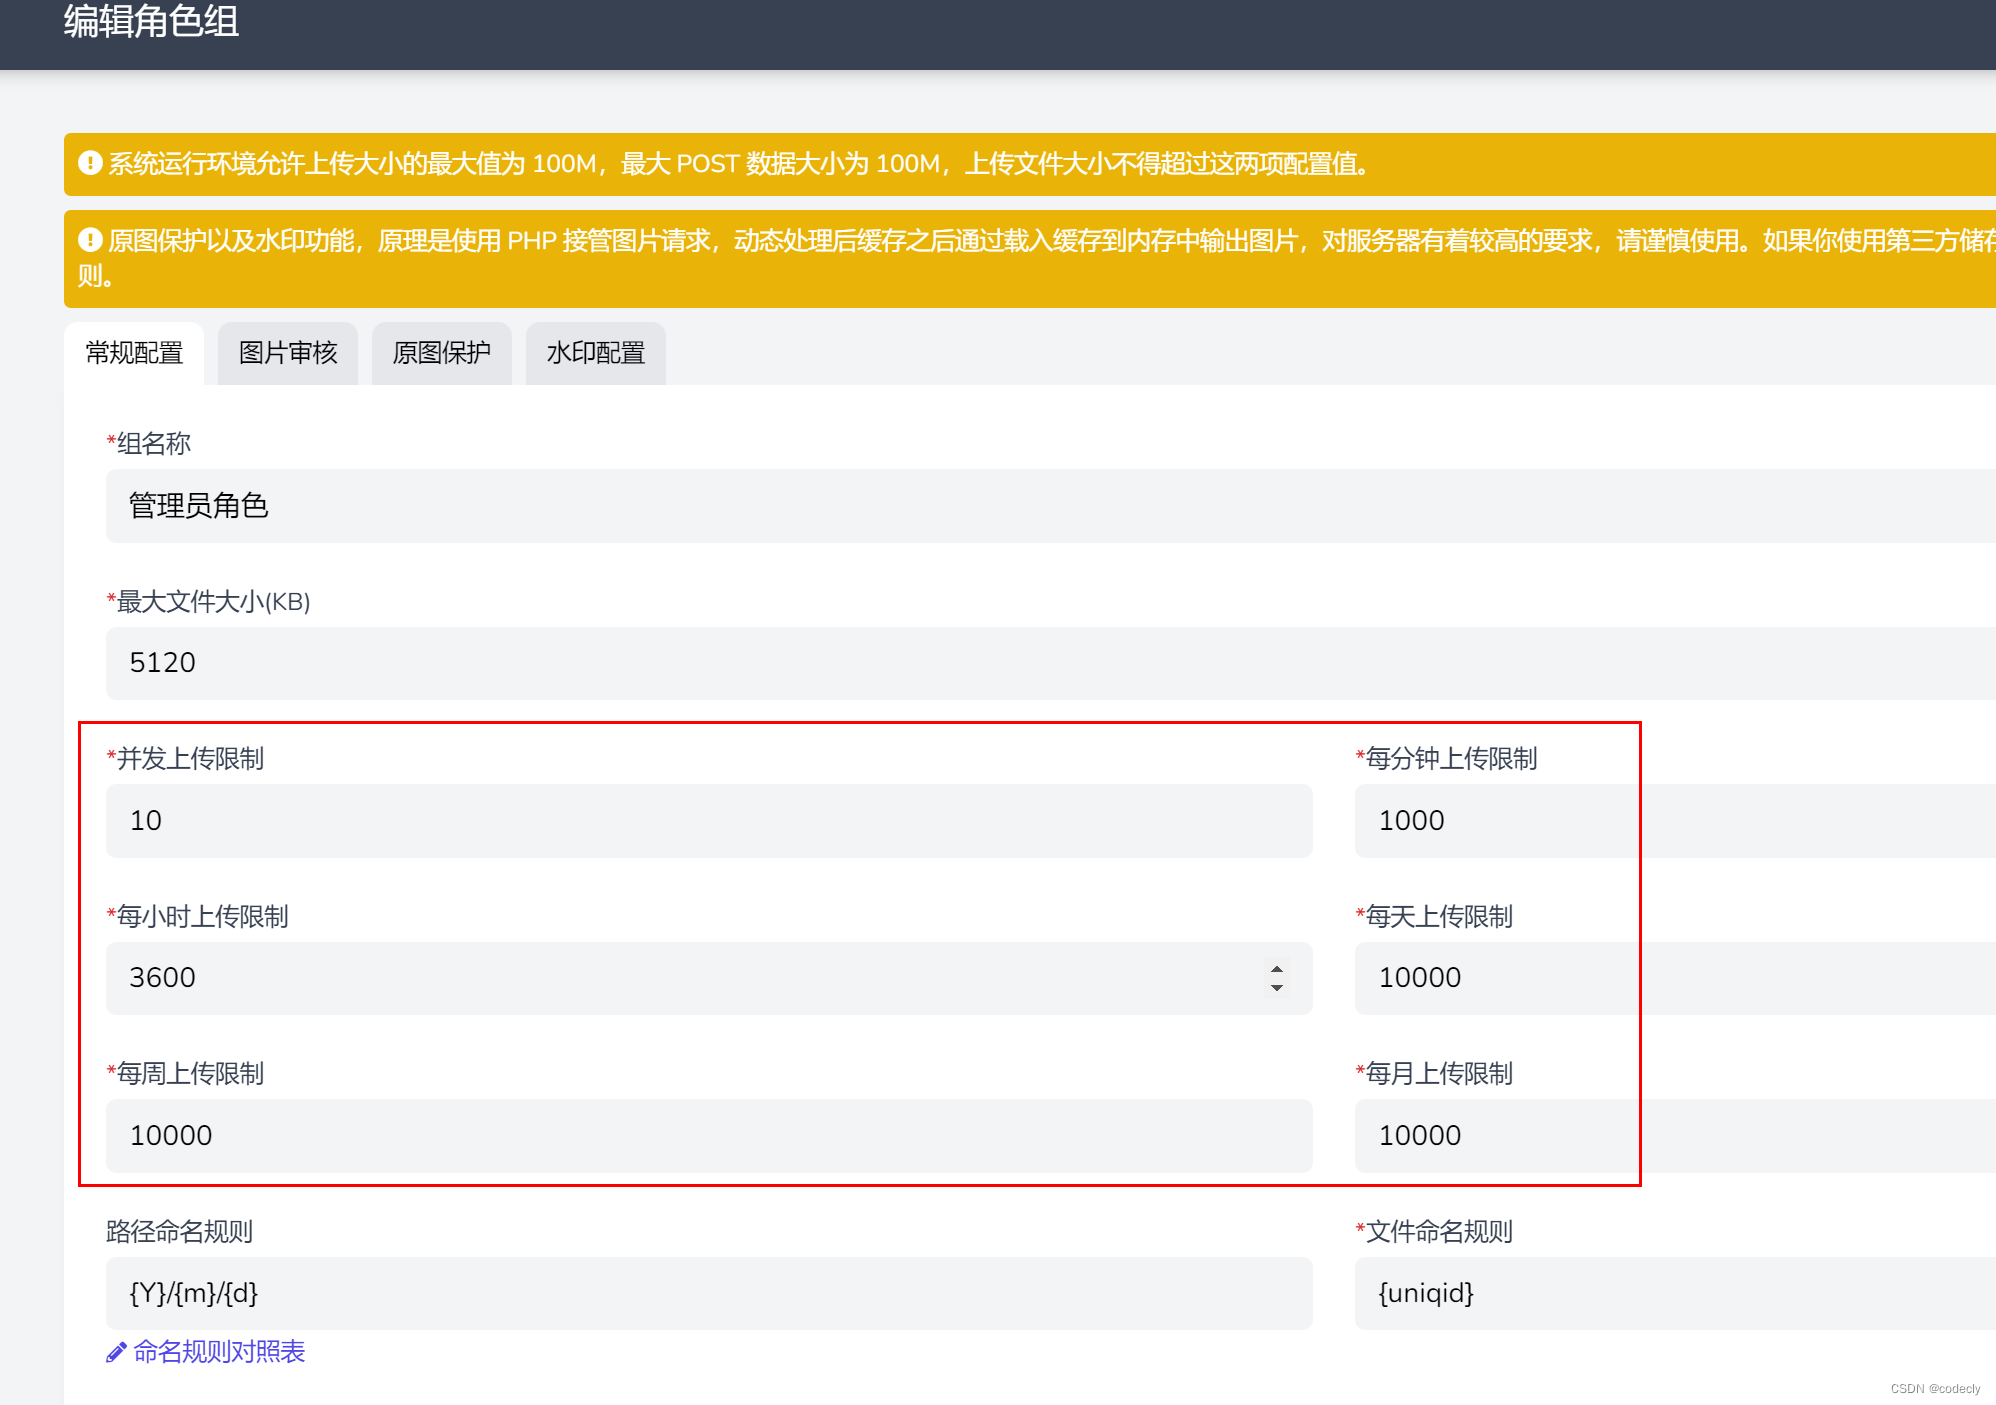 编辑角色组
系统运行环境允许上传大小的最大值为 100M，最大 POST 数据大小为 100M，上传文件大小不得超过这两项配置值。
原图保护以及水印功能，原理是使用 PHP 接管图片请求，动态处理后缓存之后通过载入缓存到内存中输出图片，对服务器有着较高的要求，请谨慎使用。如果你使用第三方储存
则。
常规配置 图片审核 原图保护 水印配置
*组名称
管理员角色
*最大文件大小(KB)
5120
*并发上传限制 *每分钟上传限制
10 1000
*每小时上传限制 *每天上传限制
3600 10000
*每周上传限制 *每月上传限制
10000 10000
路径命名规则 *文件命名规则
{Y}/{m}/{d} {uniqid}
命名规则对照表
CSDN @codecly